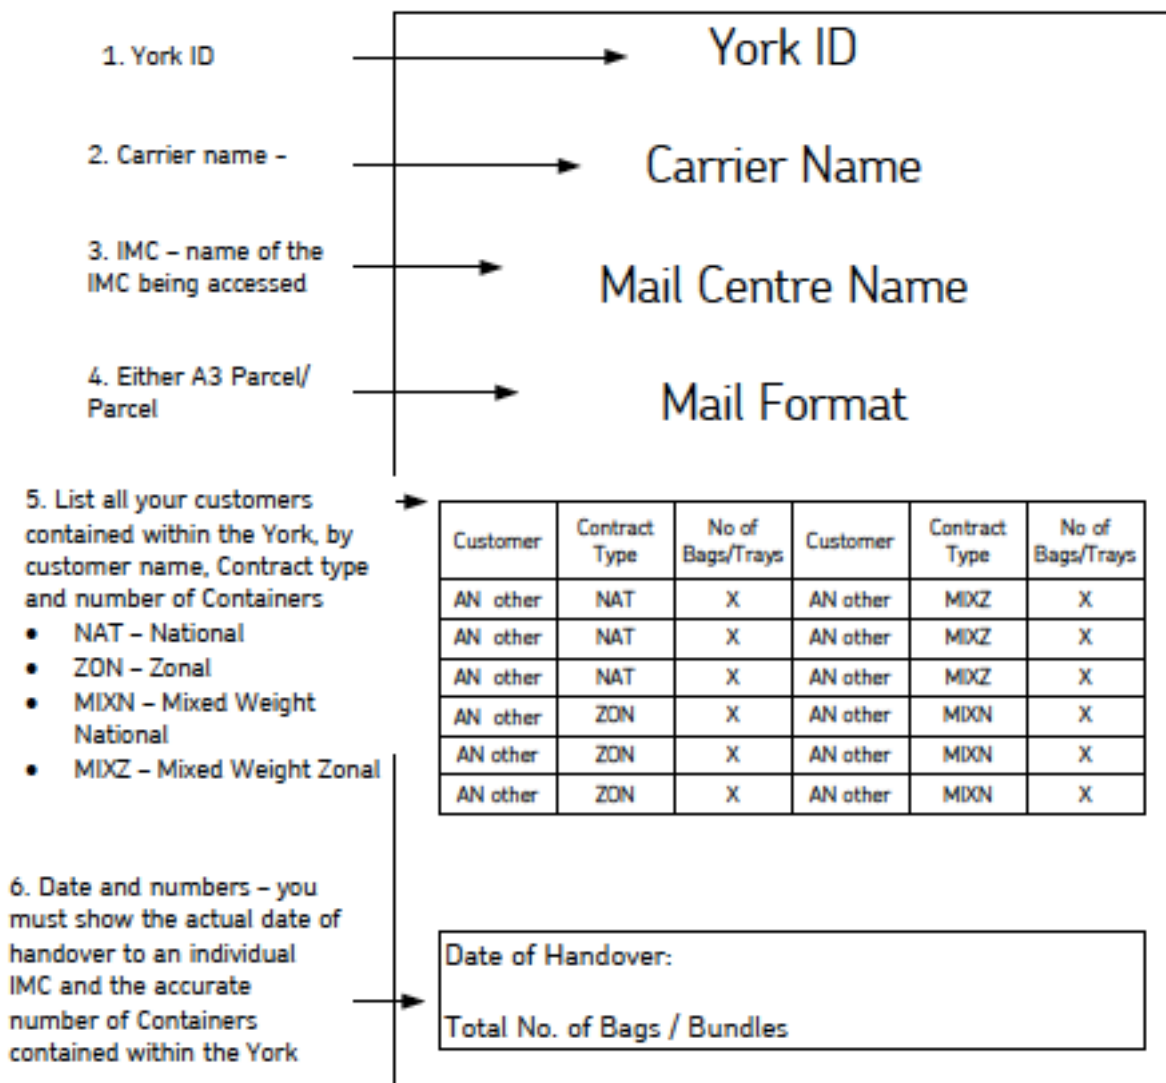 1. York ID
York ID
2. Carrier name -
Carrier Name
3. IMC – name of the
IMC being accessed
Mail Centre Name
4. Either A3 Parcel/
Parcel
Mail Format
5. List all your customers
contained within the York, by
customer name, Contract type
and number of Containers
• NAT – National
• ZON – Zonal
• MIXN – Mixed Weight
National
• MIXZ – Mixed Weight Zonal
Customer Contract Type No of Bags/Trays Customer Contract Type No of Bags/Trays
AN other NAT X AN other MIXZ X
AN other NAT X AN other MIXZ X
AN other NAT X AN other MIXZ X
AN other ZON X AN other MIXN X
AN other ZON X AN other MIXN X
AN other ZON X AN other MIXN X
6. Date and numbers – you
must show the actual date of
handover to an individual
IMC and the accurate
number of Containers
contained within the York
Date of Handover:
Total No. of Bags / Bundles